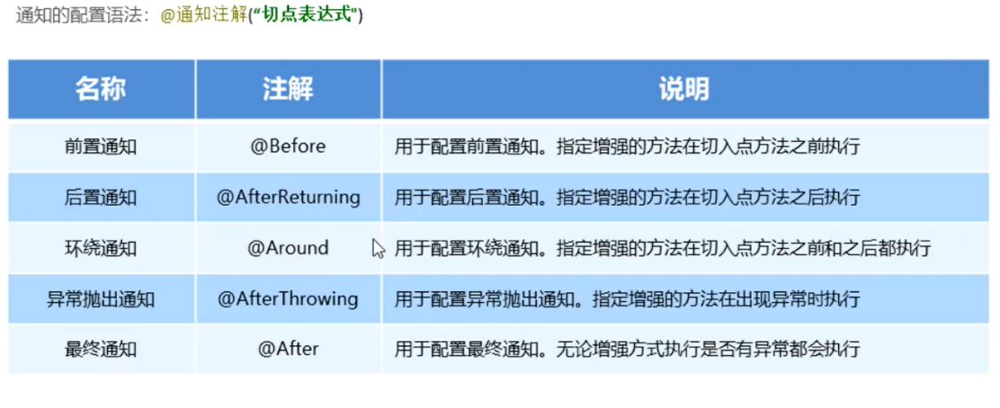 通知的配置语法：@通知注解(“切点表达式")
名称 注解 说明
前置通知 @Before 用于配置前置通知。指定增强的方法在切入点方法之前执行
后置通知 @AfterReturning 用于配置后置通知。指定增强的方法在切入点方法之后执行
环绕通知 @Around 用于配置环绕通知。指定增强的方法在切入点方法之前和之后都执行
异常抛出通知 @AfterThrowing 用于配置异常抛出通知。指定增强的方法在出现异常时执行
最终通知 @After 用于配置最终通知。无论增强方式执行是否有异常都会执行